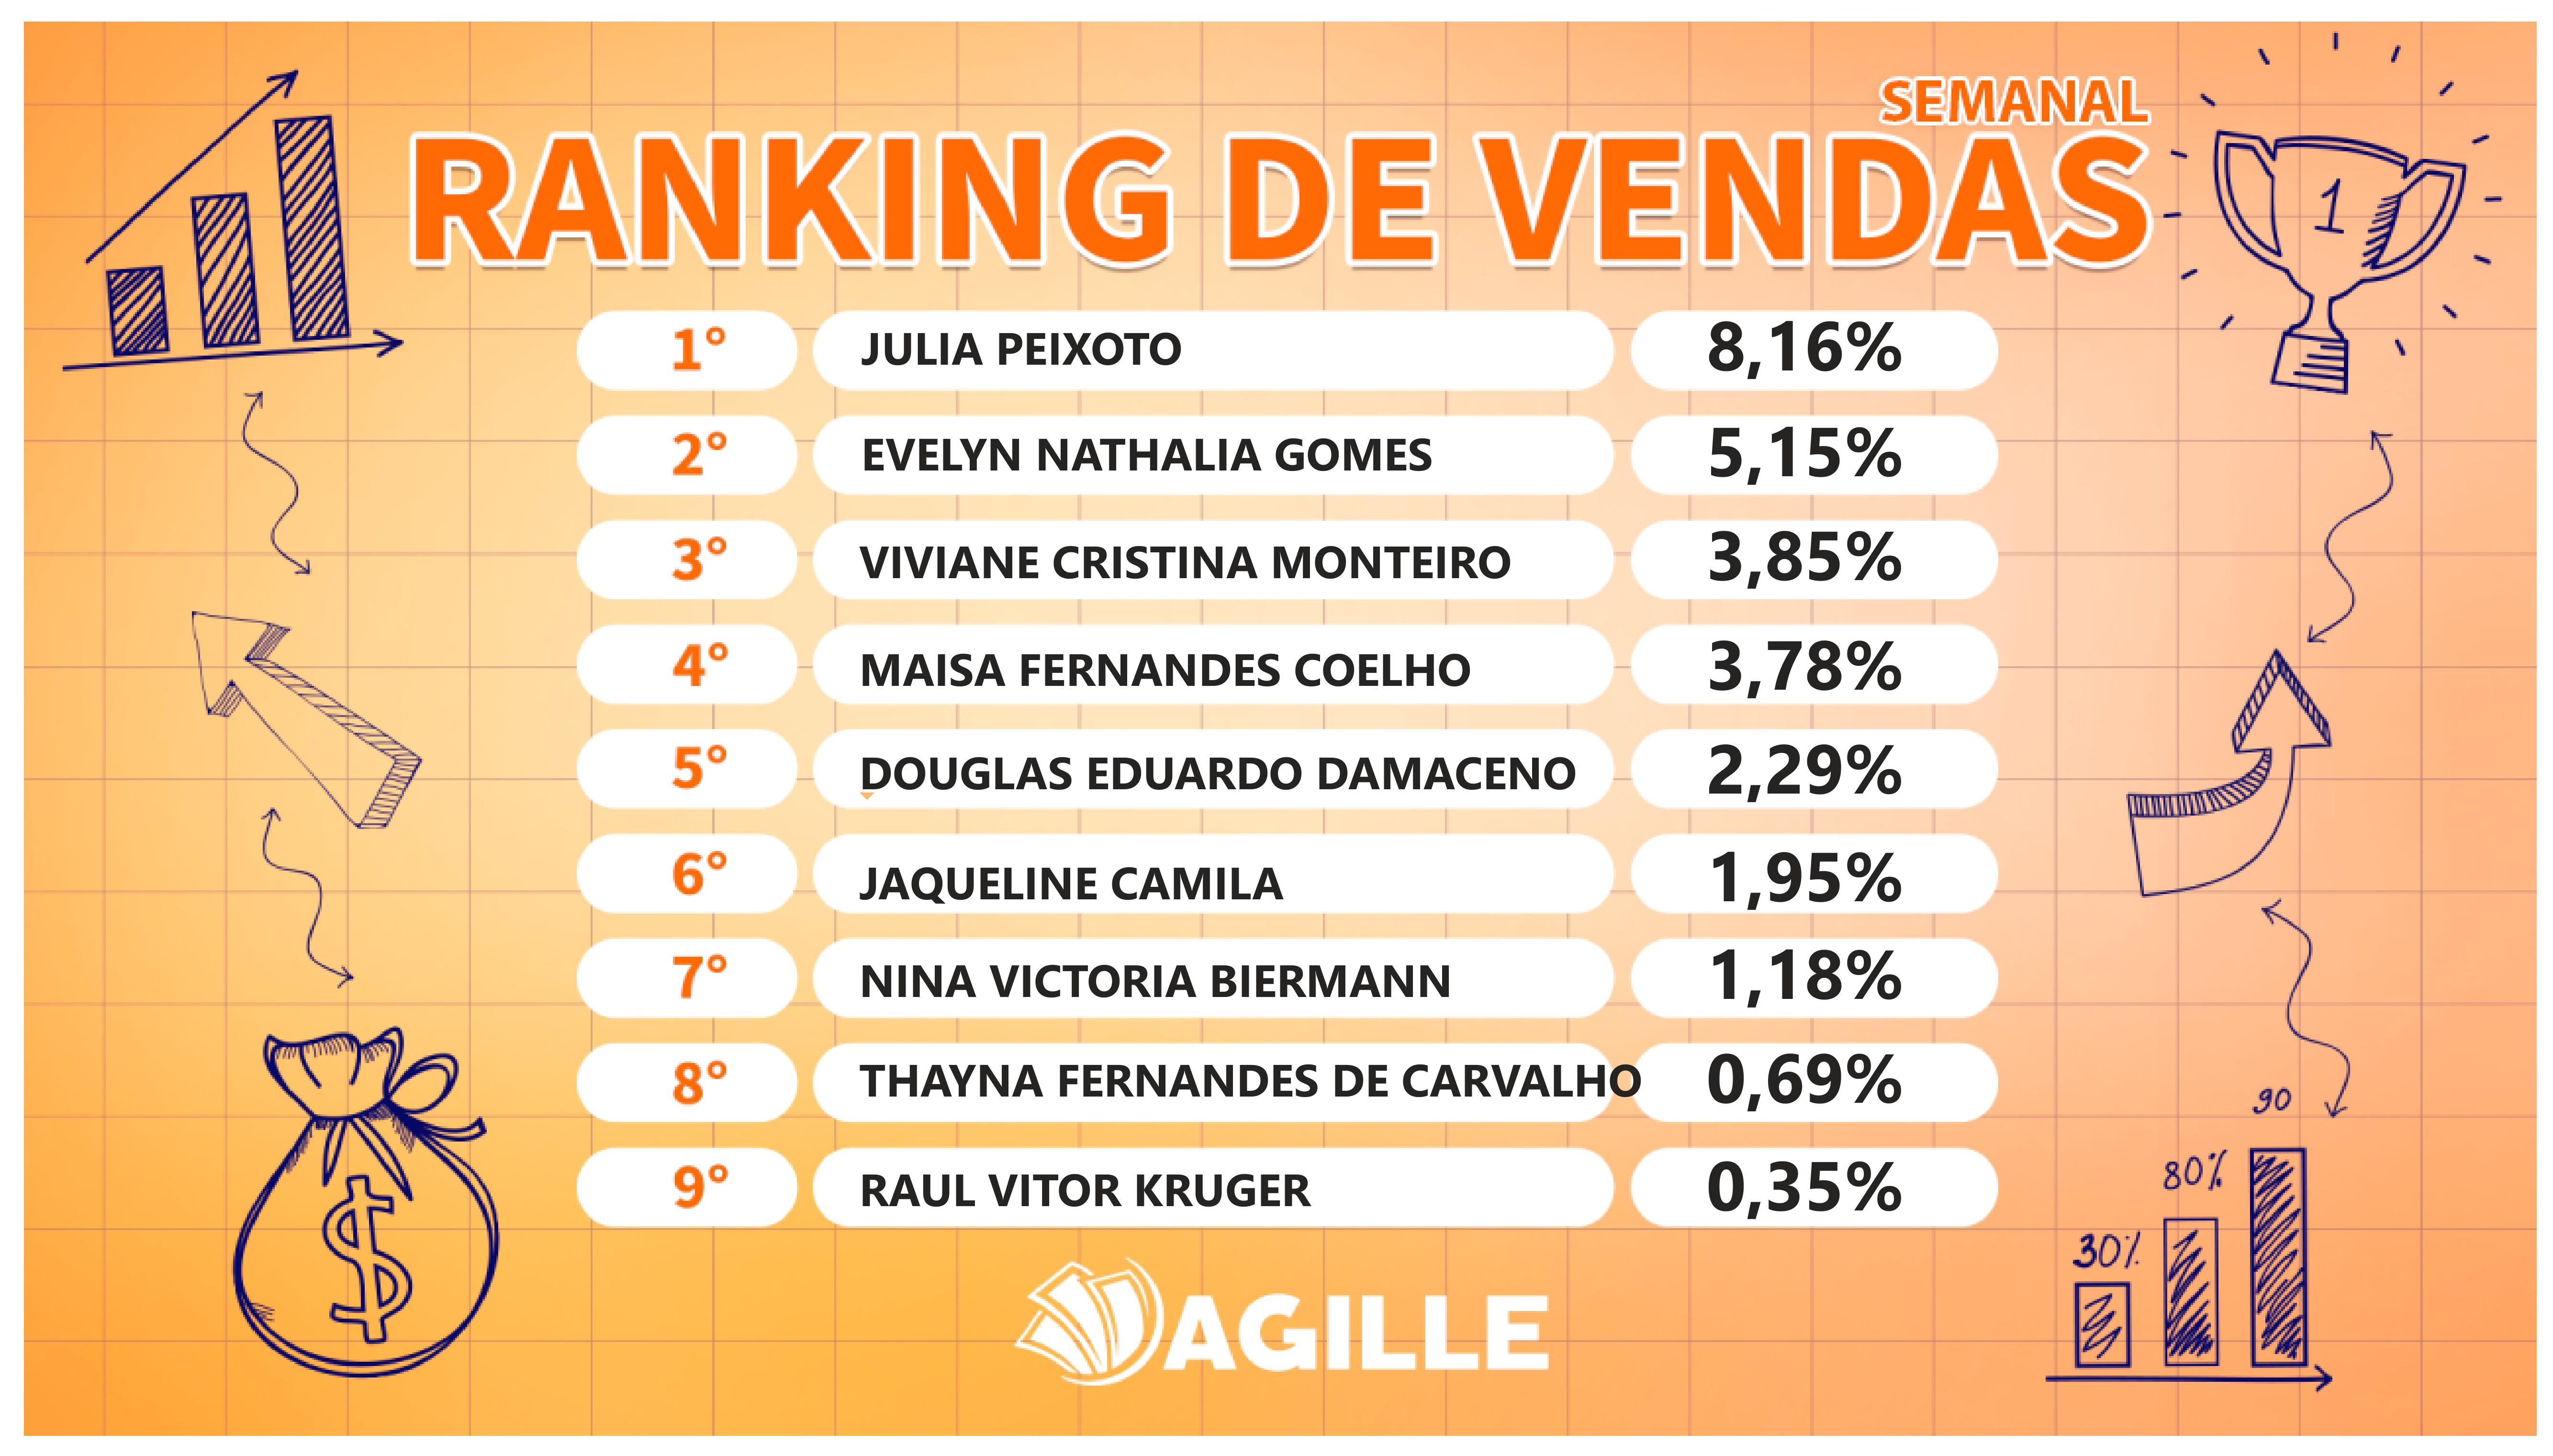 SEMANAL
RANKING DE VENDAS
1
1° JULIA PEIXOTO 8,16%
2° EVELYN NATHALIA GOMES 5,15%
3° VIVIANE CRISTINA MONTEIRO 3,85%
4° MAISA FERNANDES COELHO 3,78%
5° DOUGLAS EDUARDO DAMACENO 2,29%
6° JAQUELINE CAMILA 1,95%
7° NINA VICTORIA BIERMANN 1,18%
8° THAYNA FERNANDES DE CARVALHO 0,69%
9° RAUL VITOR KRUGER 0,35%
$
90
80%
30%
AGILLE